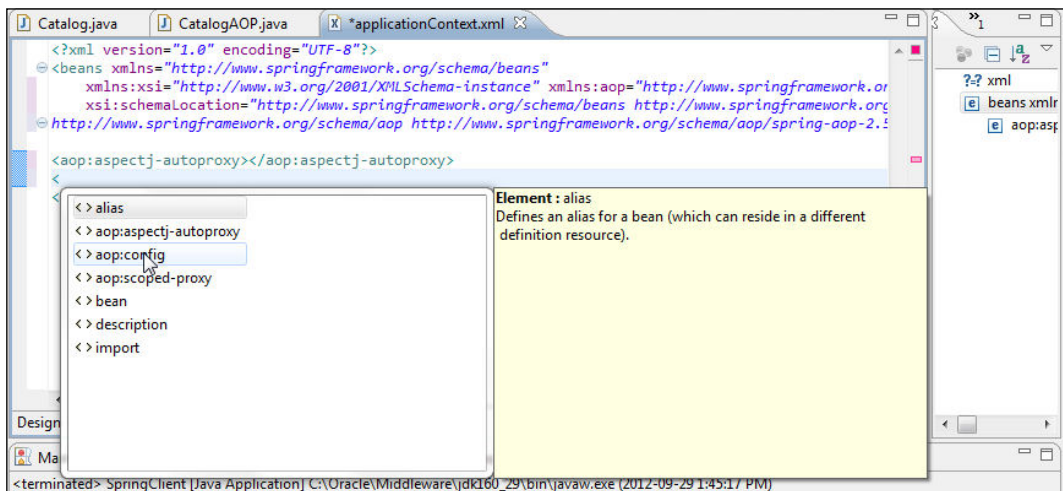 Catalog.java CatalogAOP.java *applicationContext.xml
<?xml version="1.0" encoding="UTF-8"?>
<beans xmlns="http://www.springframework.org/schema/beans"
xmlns:xsi="http://www.w3.org/2001/XMLSchema-instance" xmlns:aop="http://www.springframework.or
xsi:schemaLocation="http://www.springframework.org/schema/beans http://www.springframework.org
http://www.springframework.org/schema/aop http://www.springframework.org/schema/aop/spring-aop-2.5
<aop:aspectj-autoproxy></aop:aspectj-autoproxy>
<
<
<> alias
<> aop:aspectj-autoproxy
<> aop:config
<> aop:scoped-proxy
<> bean
<> description
<> import
Element : alias
Defines an alias for a bean (which can reside in a different
definition resource).
»1
?=? xml
e beans xmlr
e aop:asp
Design
Ma
<terminated> SpringClient [Java Application] C:\Oracle\Middleware\jdk160_29\bin\javaw.exe (2012-09-29 1:45:17 PM)